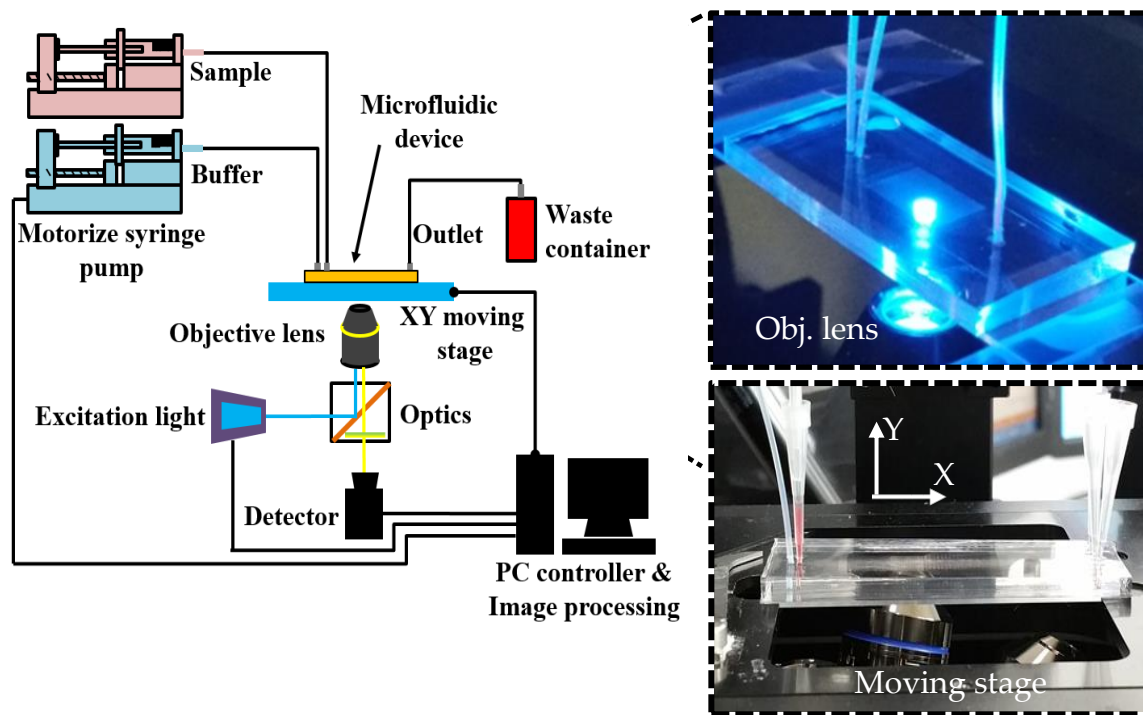 Sample
Microfluidic
device
Buffer
Motorize syringe
pump
Outlet
Waste
container
Objective lens
XY moving
stage
Excitation light
Optics
Detector
PC controller &
Image processing
Obj. lens
Y
X
Moving stage